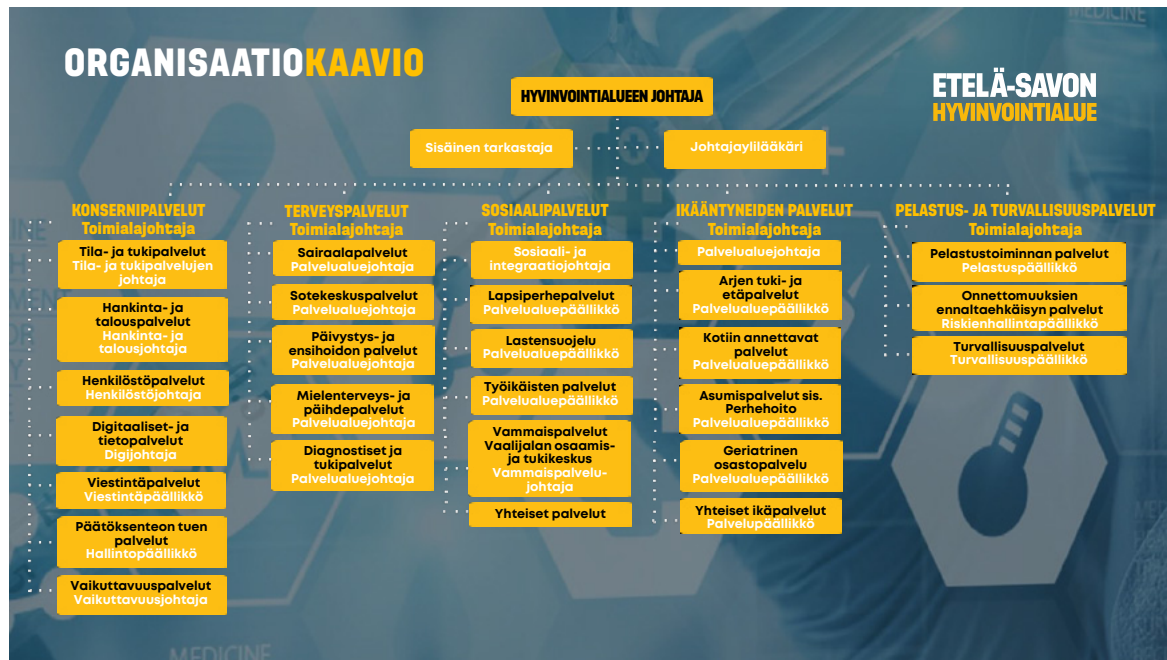 MEDICINE
ORGANISAATIOKAAVIO
ETELÄ-SAVON
HYVINVOINTIALUE
HYVINVOINTIALUEEN JOHTAJA
Sisäinen tarkastaja
Johtajaylilääkäri
KONSERNIPALVELUT
Toimialajohtaja
Tila- ja tukipalvelut
Tila- ja tukipalvelujen
johtaja
Hankinta- ja
talouspalvelut
Hankinta- ja
talousjohtaja
Henkilöstöpalvelut
Henkilöstöjohtaja
Digitaaliset- ja
tietopalvelut
Digijohtaja
Viestintäpalvelut
Viestintäpäällikkö
Päätöksenteon tuen
palvelut
Hallintopäällikkö
Vaikuttavuuspalvelut
Vaikuttavuusjohtaja
TERVEYSPALVELUT
Toimialajohtaja
Sairaalapalvelut
Palvelualuejohtaja
Sotekeskuspalvelut
Palvelualuejohtaja
Päivystys- ja
ensihoidon palvelut
Palvelualuejohtaja
Mielenterveys- ja
päihdepalvelut
Palvelualuejohtaja
Diagnostiset ja
tukipalvelut
Palvelualuejohtaja
SOSIAALIPALVELUT
Toimialajohtaja
Sosiaali- ja
integraatiojohtaja
Lapsiperhepalvelut
Palvelualuepäällikkö
Lastensuojelu
Palvelualuepäällikkö
Työikäisten palvelut
Palvelualuepäällikkö
Vammaispalvelut
Vaalijalan osaamis-
ja tukikeskus
Vammaispalvelu-
johtaja
Yhteiset palvelut
IKÄÄNTYNEIDEN PALVELUT
Toimialajohtaja
Palvelualuejohtaja
Arjen tuki- ja
etäpalvelut
Palvelualuepäällikkö
Kotiin annettavat
palvelut
Palvelualuepäällikkö
Asumispalvelut sis.
Perhehoito
Palvelualuepäällikkö
Geriatrinen
osastopalvelu
Palvelualuepäällikkö
Yhteiset ikäpalvelut
Palvelupäällikkö
PELASTUS- JA TURVALLISUUSPALVELUT
Toimialajohtaja
Pelastustoiminnan palvelut
Pelastuspäällikkö
Onnettomuuksien
ennaltaehkäisyn palvelut
Riskienhallintapäällikkö
Turvallisuuspalvelut
Turvallisuuspäällikkö
MEDICINE